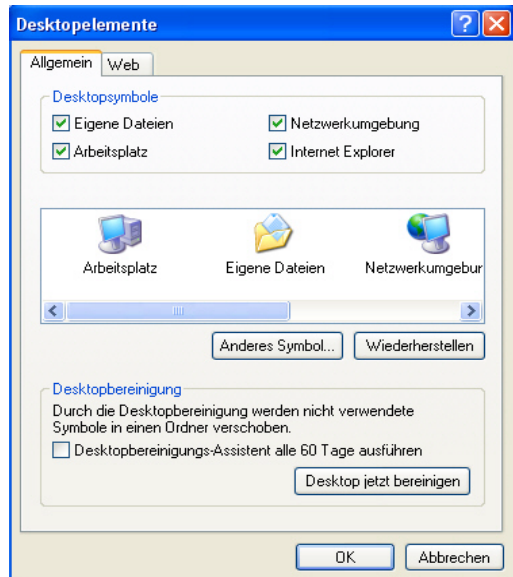 Desktopelemente
Allgemein Web
Desktopsymbole
Eigene Dateien Netzwerkumgebung
Arbeitsplatz Internet Explorer
Arbeitsplatz Eigene Dateien Netzwerkumgebur
Anderes Symbol... Wiederherstellen
Desktopbereinigung
Durch die Desktopbereinigung werden nicht verwendete
Symbole in einen Ordner verschoben.
Desktopbereinigungs-Assistent alle 60 Tage ausführen
Desktop jetzt bereinigen
OK Abbrechen